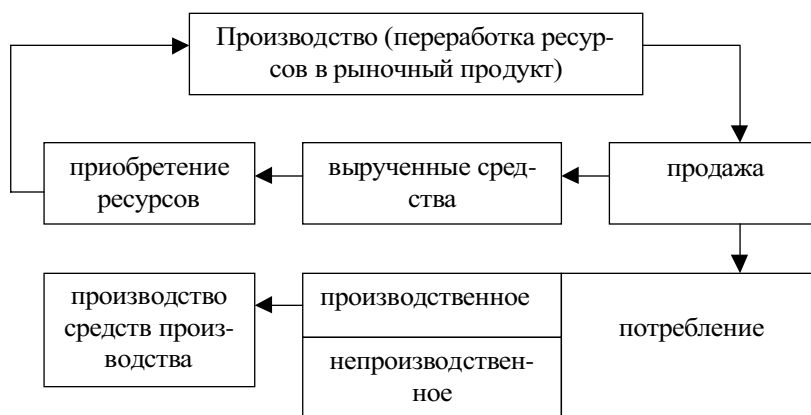 Производство (переработка ресур-
сов в рыночный продукт)
приобретение
ресурсов
вырученные сред-
ства
продажа
производство
средств произ-
водства
производственное
непроизводствен-
ное
потребление